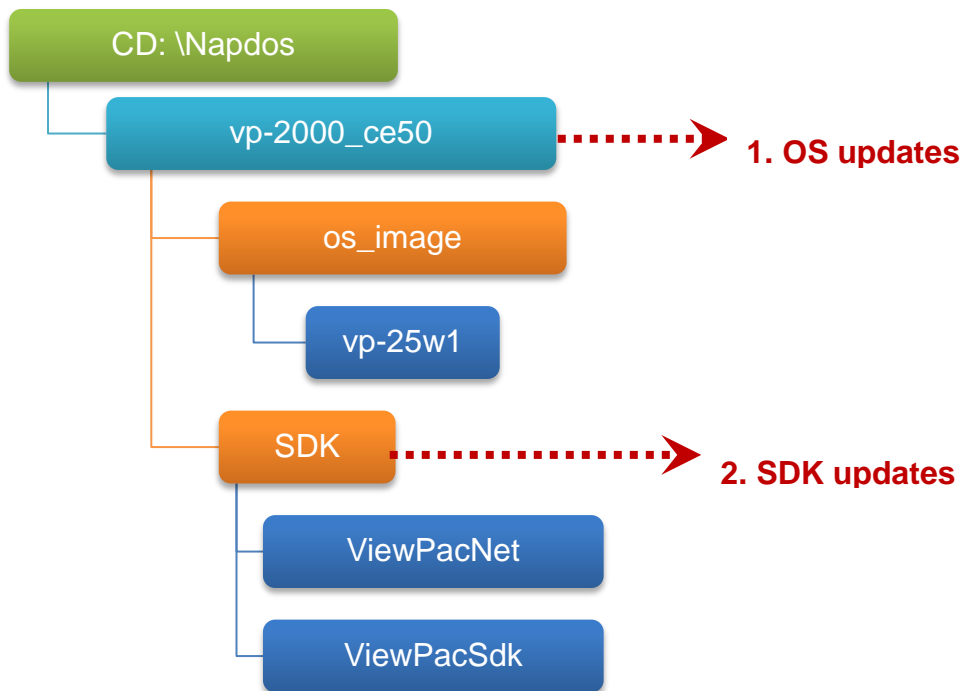 CD: \Napdos
vp-2000_ce50
1. OS updates
os_image
vp-25w1
SDK
2. SDK updates
ViewPacNet
ViewPacSdk